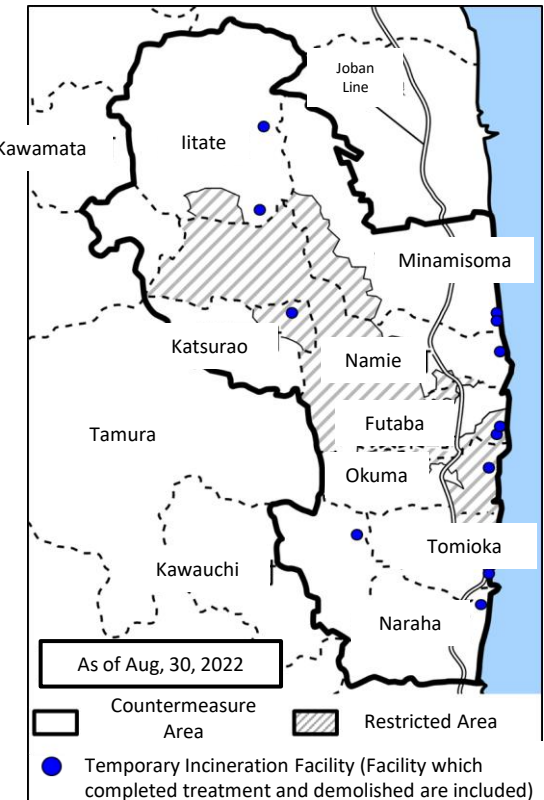 Joban
Line
Kawamata
Iitate
Minamisoma
Katsurao
Namie
Futaba
Tamura
Okuma
Tomioka
Kawauchi
Naraha
As of Aug, 30, 2022
Countermeasure
Area
Restricted Area
Temporary Incineration Facility (Facility which
completed treatment and demolished are included)